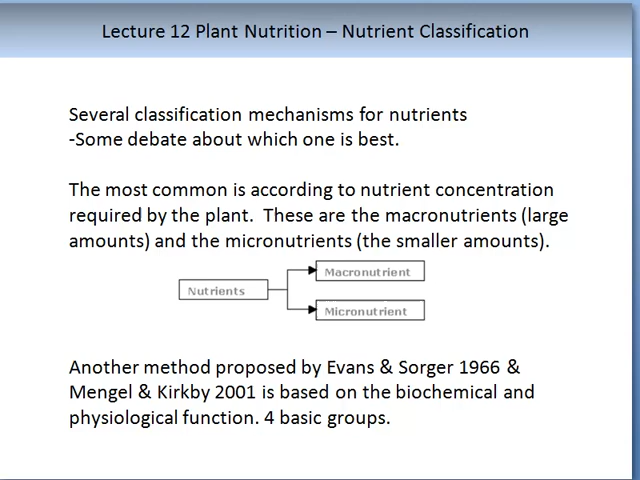 Lecture 12 Plant Nutrition – Nutrient Classification
Several classification mechanisms for nutrients
-Some debate about which one is best.
The most common is according to nutrient concentration
required by the plant.  These are the macronutrients (large
amounts) and the micronutrients (the smaller amounts).
Macronutrient
Nutrients
Micronutrient
Another method proposed by Evans & Sorger 1966 &
Mengel & Kirkby 2001 is based on the biochemical and
physiological function. 4 basic groups.